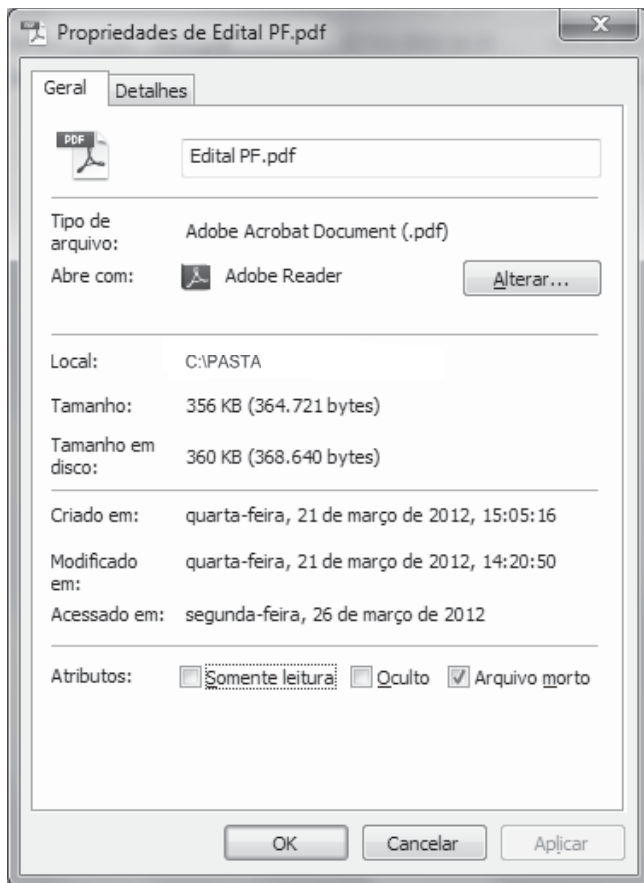 Propriedades de Edital PF.pdf
X
Geral Detalhes
PDF
Edital PF.pdf
Tipo de
arquivo:
Adobe Acrobat Document (.pdf)
Abre com: Adobe Reader Alterar...
Local: C:\PASTA
Tamanho: 356 KB (364.721 bytes)
Tamanho em
disco:
360 KB (368.640 bytes)
Criado em: quarta-feira, 21 de março de 2012, 15:05:16
Modificado
em:
quarta-feira, 21 de março de 2012, 14:20:50
Acessado em: segunda-feira, 26 de março de 2012
Atributos: Somente leitura Oculto Arquivo morto
OK Cancelar Aplicar